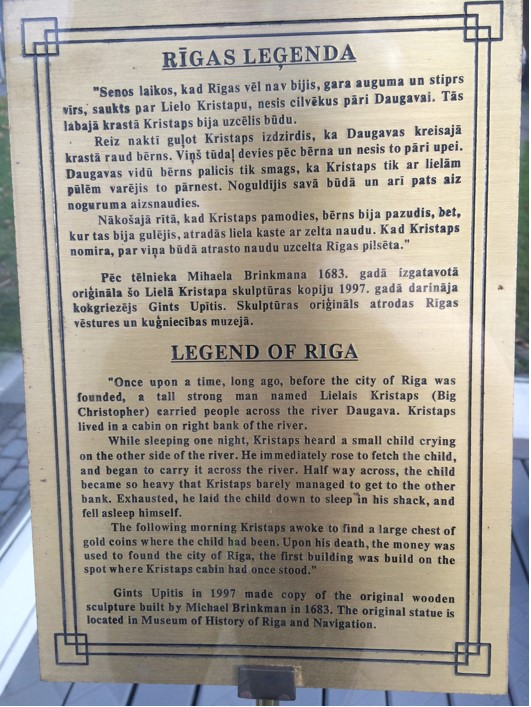 RĪGAS LEĢENDA
"Senos laikos, kad Rīgas vēl nav bijis, gara auguma un stiprs
vīrs, saukts par Lielo Kristapu, nesis cilvēkus pāri Daugavai. Tās
labajā krastā Kristaps bija uzcēlis būdu.
Reiz naktī guļot Kristaps izdzirdis, ka Daugavas kreisajā
krastā raud bērns. Viņš tūdaļ devies pēc bērna un nesis to pāri upei.
Daugavas vidū bērns palicis tik smags, ka Kristaps tik ar lielām
pūlēm varējis to pārnest. Noguldījis savā būdā un arī pats aiz
noguruma aizsnaudies.
Nākošajā rītā, kad Kristaps pamodies, bērns bija pazudis, bet,
kur tas bija gulējis, atradās liela kaste ar zelta naudu. Kad Kristaps
nomira, par viņa būdā atrasto naudu uzcelta Rīgas pilsēta."
Pēc tēlnieka Mihaela Brinkmana 1683. gadā izgatavotā
oriģināla šo Lielā Kristapa skulptūras kopiju 1997. gadā darināja
kokgriezējs Gints Upītis. Skulptūras oriģināls atrodas Rīgas
vēstures un kuģniecības muzejā.
LEGEND OF RIGA
"Once upon a time, long ago, before the city of Riga was
founded, a tall strong man named Lielais Kristaps (Big
Christopher) carried people across the river Daugava. Kristaps
lived in a cabin on right bank of the river.
While sleeping one night, Kristaps heard a small child crying
on the other side of the river. He immediately rose to fetch the child,
and began to carry it across the river. Half way across, the child
became so heavy that Kristaps barely managed to get to the other
bank. Exhausted, he laid the child down to sleep in his shack, and
fell asleep himself.
The following morning Kristaps awoke to find a large chest of
gold coins where the child had been. Upon his death, the money was
used to found the city of Riga, the first building was build on the
spot where Kristaps cabin had once stood."
Gints Upitis in 1997 made copy of the original wooden
sculpture built by Michael Brinkman in 1683. The original statue is
located in Museum of History of Riga and Navigation.